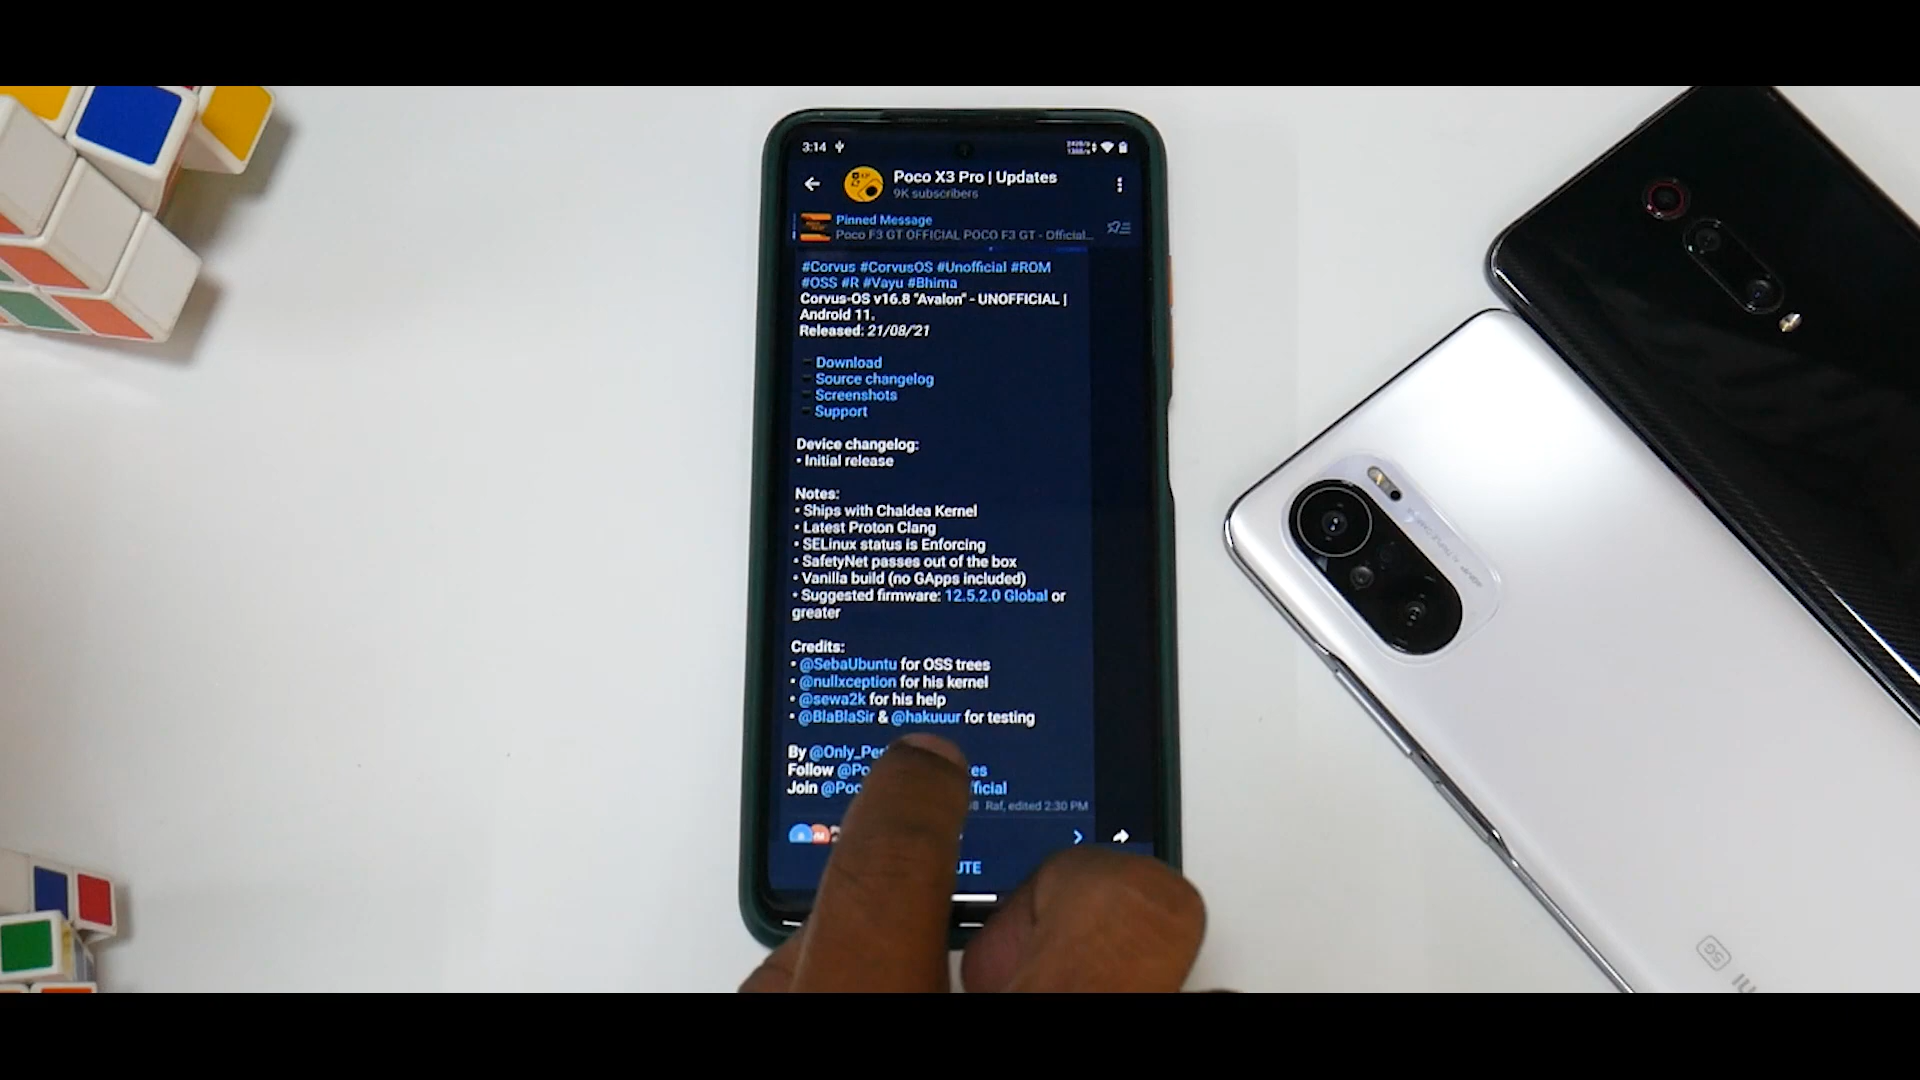 3:14
Poco X3 Pro | Updates
9K subscribers
Pinned Message
Poco F3 GT OFFICIAL POCO F3 GT - Official...
#Corvus #CorvusOS #Unofficial #ROM
#OSS #R #Vayu #Bhima
Corvus-OS v16.8 "Avalon" - UNOFFICIAL |
Android 11.
Released: 21/08/'21
Download
Source changelog
Screenshots
Support
Device changelog:
• Initial release
Notes:
• Ships with Chaldea Kernel
• Latest Proton Clang
• SELinux status is Enforcing
• SafetyNet passes out of the box
• Vanilla build (no GApps included)
• Suggested firmware: 12.5.2.0 Global or
greater
Credits:
• @SebaUbuntu for OSS trees
• @nullxception for his kernel
• @sewa2k for his help
• @BlaBlaSir & @hakuuur for testing
By
Follow
Join
Raf, edited 2:30 PM
5G